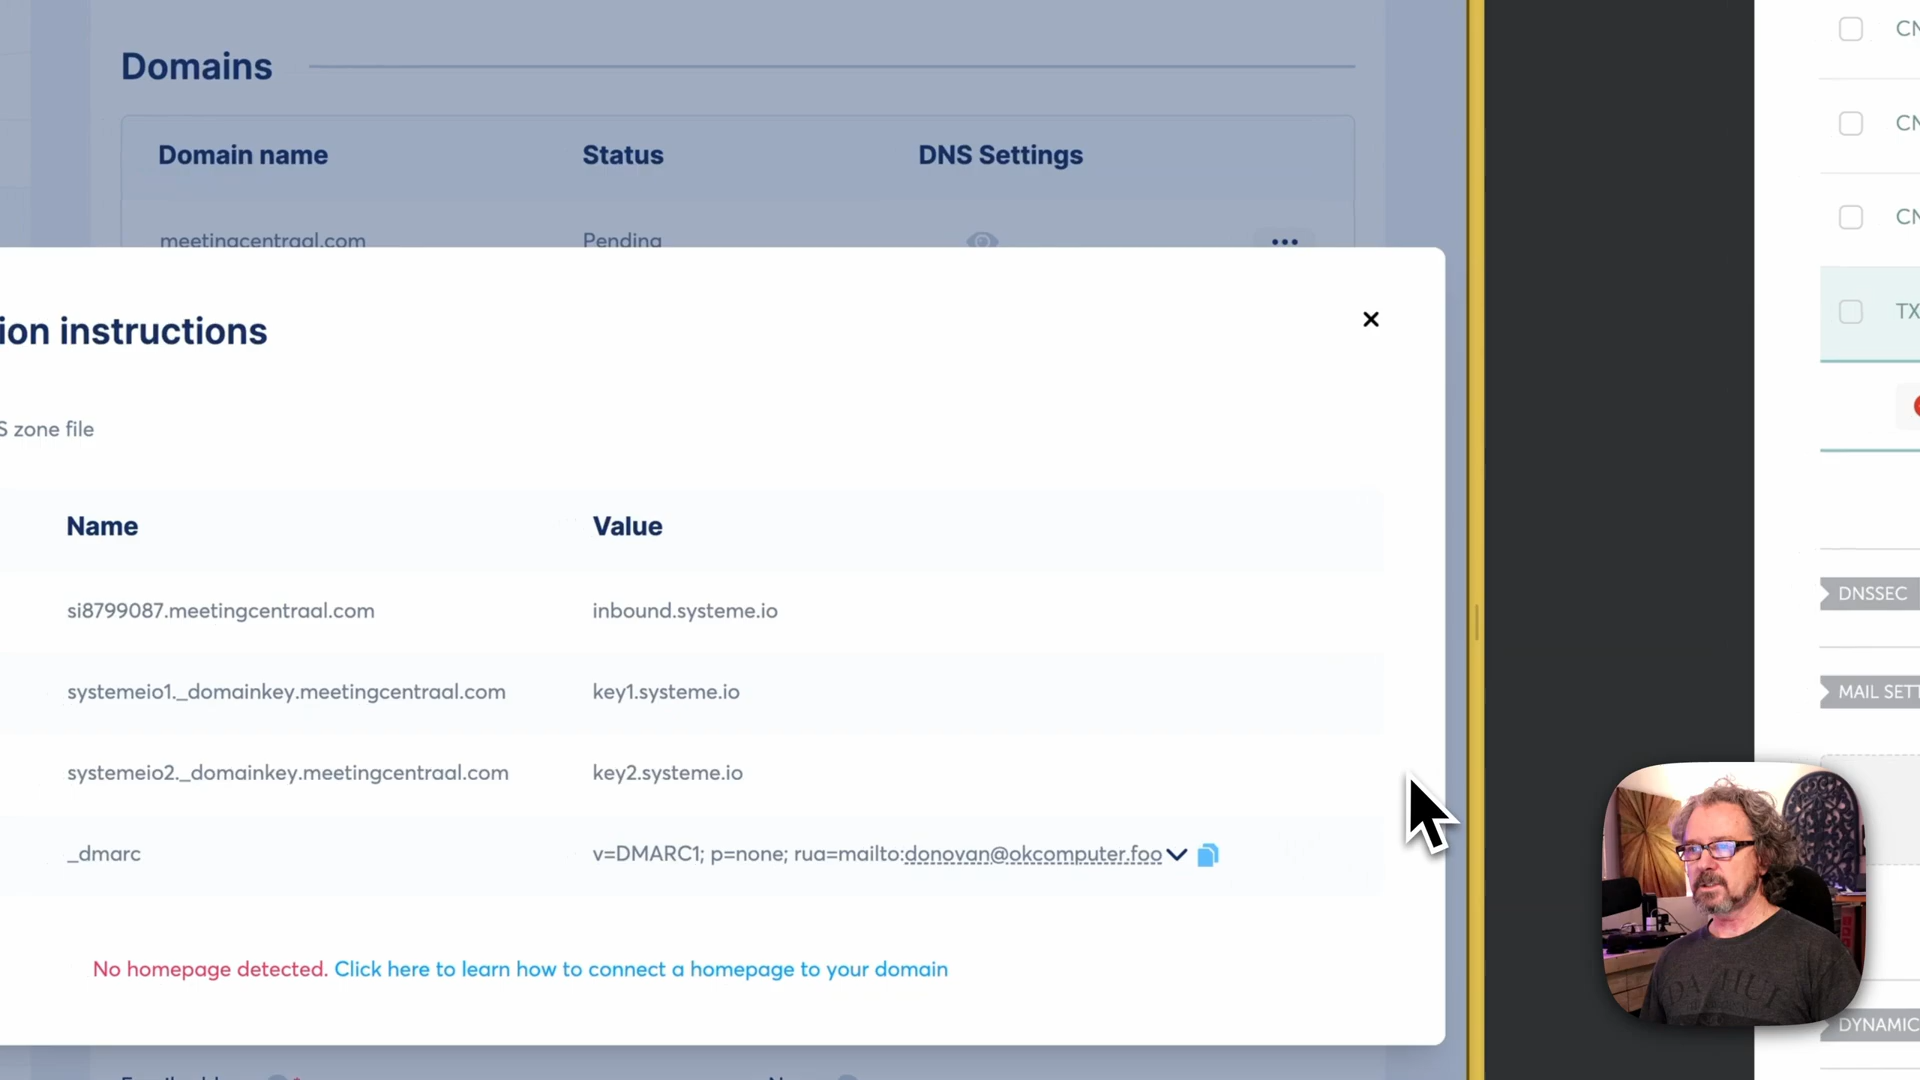 Domains
Domain name Status DNS Settings
meetingcentraal.com Pending
ion instructions
S zone file
Name Value
si8799087.meetingcentraal.com inbound.systeme.io
systemeio1._domainkey.meetingcentraal.com key1.systeme.io
systemeio2._domainkey.meetingcentraal.com key2.systeme.io
_dmarc v=DMARC1; p=none; rua=mailto:donovan@okcomputer.foo
No homepage detected. Click here to learn how to connect a homepage to your domain
CN
CN
CN
TX
DNSSEC
MAIL SETT
DYNAMIC